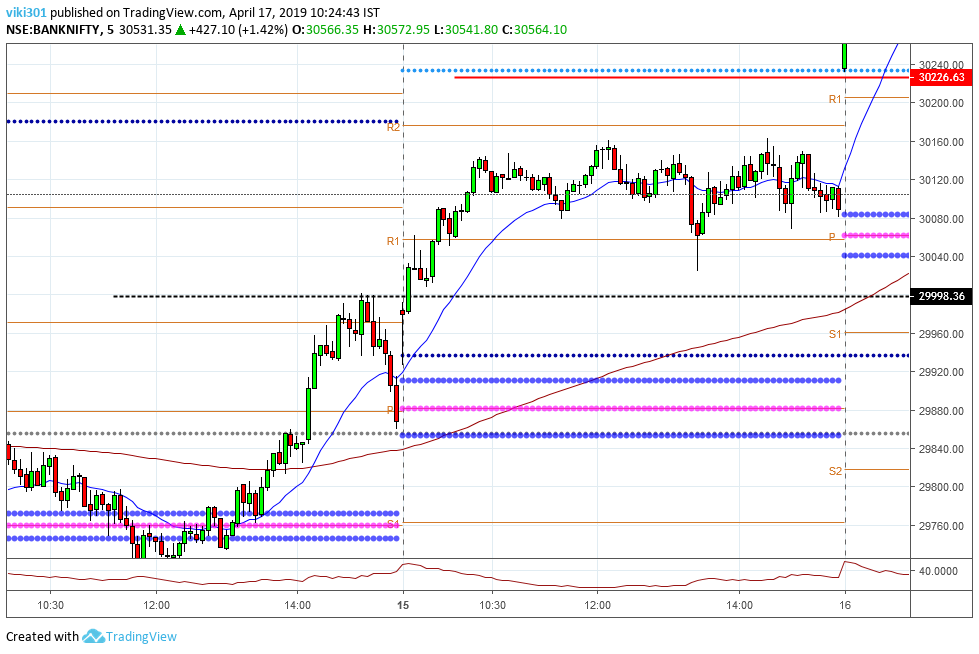 viki301 published on TradingView.com, April 17, 2019 10:24:43 IST
NSE:BANKNIFTY, 5 30531.35 ▲ +427.10 (+1.42%) O:30566.35 H:30572.95 L:30541.80 C:30564.10
30240.00
30226.63
R1
30200.00
R2
30160.00
30120.00
30080.00
P
R1
30040.00
29998.36
S1
29960.00
29920.00
P
29880.00
29840.00
S2
29800.00
S1
29760.00
40.0000
10:30 12:00 14:00 15 10:30 12:00 14:00 16
Created with TradingView